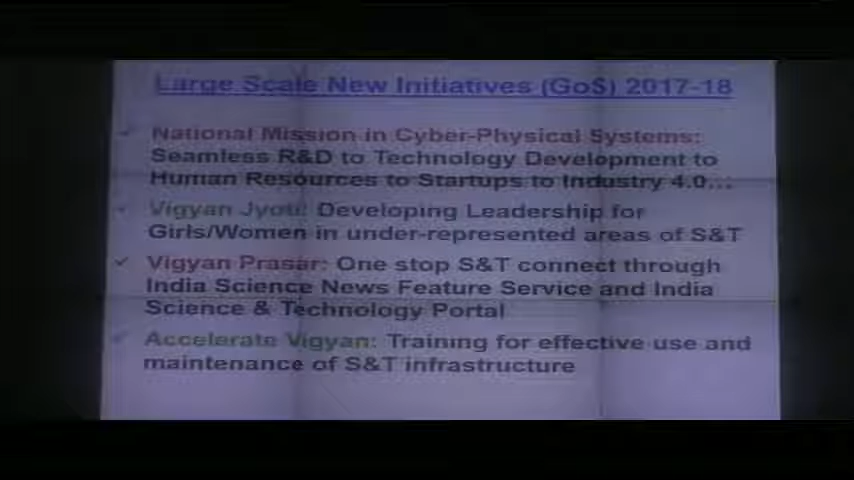 Large Scale New Initiatives (GoS) 2017-18
✓ National Mission in Cyber-Physical Systems:
Seamless R&D to Technology Development to
Human Resources to Startups to Industry 4.0...
✓ Vigyan Jyoti: Developing Leadership for
Girls/Women in under-represented areas of S&T
✓ Vigyan Prasar: One stop S&T connect through
India Science News Feature Service and India
Science & Technology Portal
✓ Accelerate Vigyan: Training for effective use and
maintenance of S&T infrastructure